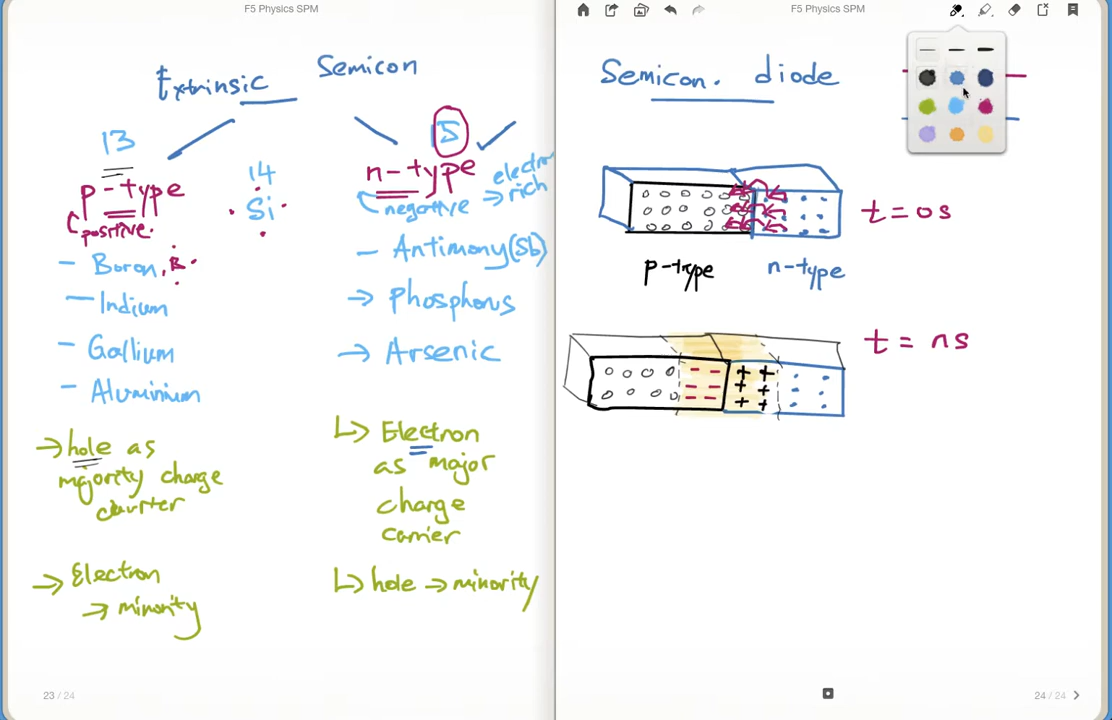 F5 Physics SPM
Extrinsic Semicon
13
p-type
positive.
14
Si
- Boron, B
- Indium
- Gallium
- Aluminium
→ hole as
majority charge
→ Electron
→ minority
5
n-type
negative
→ electron
rich
- Antimony(Sb)
→ Phosphorus
→ Arsenic
↳ Electron
as major
charge
carrier
↳ hole → minority
23 / 24
F5 Physics SPM
Semicon. diode
t = 0s
p-type n-type
t = ns
- -
- -
- -
+ +
+ +
+ +
24 / 24